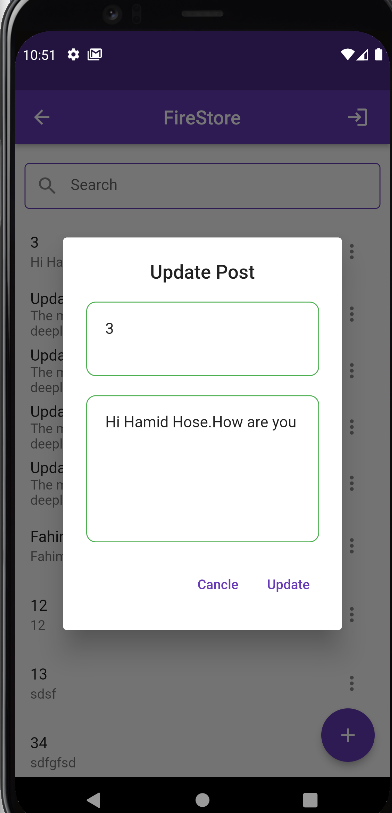 10:51
FireStore
Search
3
Hi Ha
Update Post
3
Hi Hamid Hose.How are you
Cancle
Update
Upda
The m
deepl
Upda
The m
deepl
Upda
The m
deepl
Upda
The m
deepl
Fahir
Fahim
12
12
13
sdsf
34
sdfgfsd